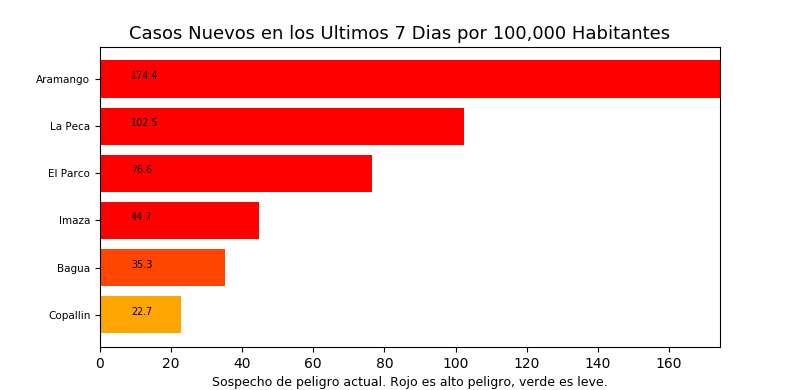 Casos Nuevos en los Ultimos 7 Dias por 100,000 Habitantes
Aramango 174.4
La Peca 102.5
El Parco 76.6
Imaza 44.7
Bagua 35.3
Copallin 22.7
0 20 40 60 80 100 120 140 160
Sospecho de peligro actual. Rojo es alto peligro, verde es leve.